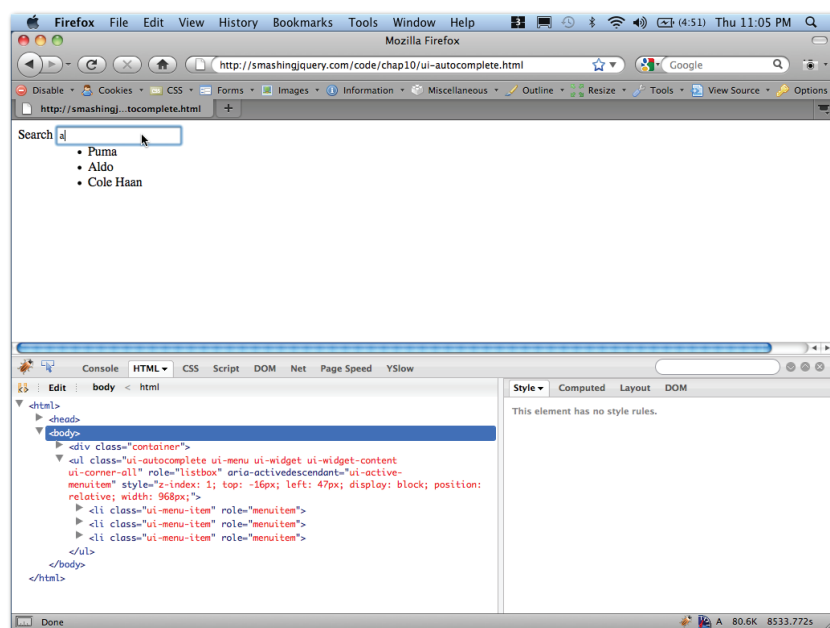 Firefox File Edit View History Bookmarks Tools Window Help (4:51) Thu 11:05 PM
Mozilla Firefox
http://smashingjquery.com/code/chap10/ui-autocomplete.html Google
Disable Cookies CSS Forms Images Information Miscellaneous Outline Resize Tools View Source Options
http://smashingj...tocomplete.html +
Search a
• Puma
• Aldo
• Cole Haan
Console HTML CSS Script DOM Net Page Speed YSlow
Edit body < html
Style Computed Layout DOM
This element has no style rules.
<html>
<head>
<body>
<div class="container">
<ul class="ui-autocomplete ui-menu ui-widget ui-widget-content
ui-corner-all" role="listbox" aria-activedescendant="ui-active-
menuitem" style="z-index: 1; top: -16px; left: 47px; display: block; position:
relative; width: 968px;">
<li class="ui-menu-item" role="menuitem">
<li class="ui-menu-item" role="menuitem">
<li class="ui-menu-item" role="menuitem">
</ul>
</body>
</html>
Done A 80.6K 8533.772s